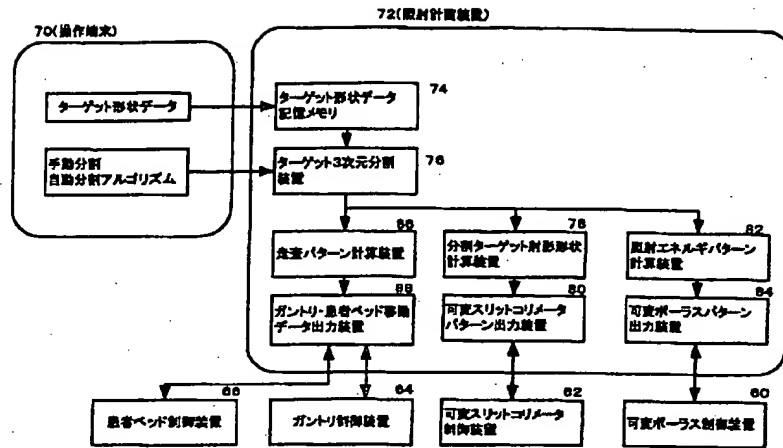 72(照射計画装置)
70(操作端末)
ターゲット形状データ
ターゲット形状データ
記憶メモリ
74
手動分割
自動分割アルゴリズム
ターゲット3次元分割
装置
76
86
走査パターン計算装置
78
分割ターゲット射影形状
計算装置
82
照射エネルギパターン
計算装置
88
ガントリ・患者ベッド移動
データ出力装置
80
可変スリットコリメータ
パターン出力装置
84
可変ボーラスパターン
出力装置
66
患者ベッド制御装置
64
ガントリ制御装置
62
可変スリットコリメータ
制御装置
60
可変ボーラス制御装置